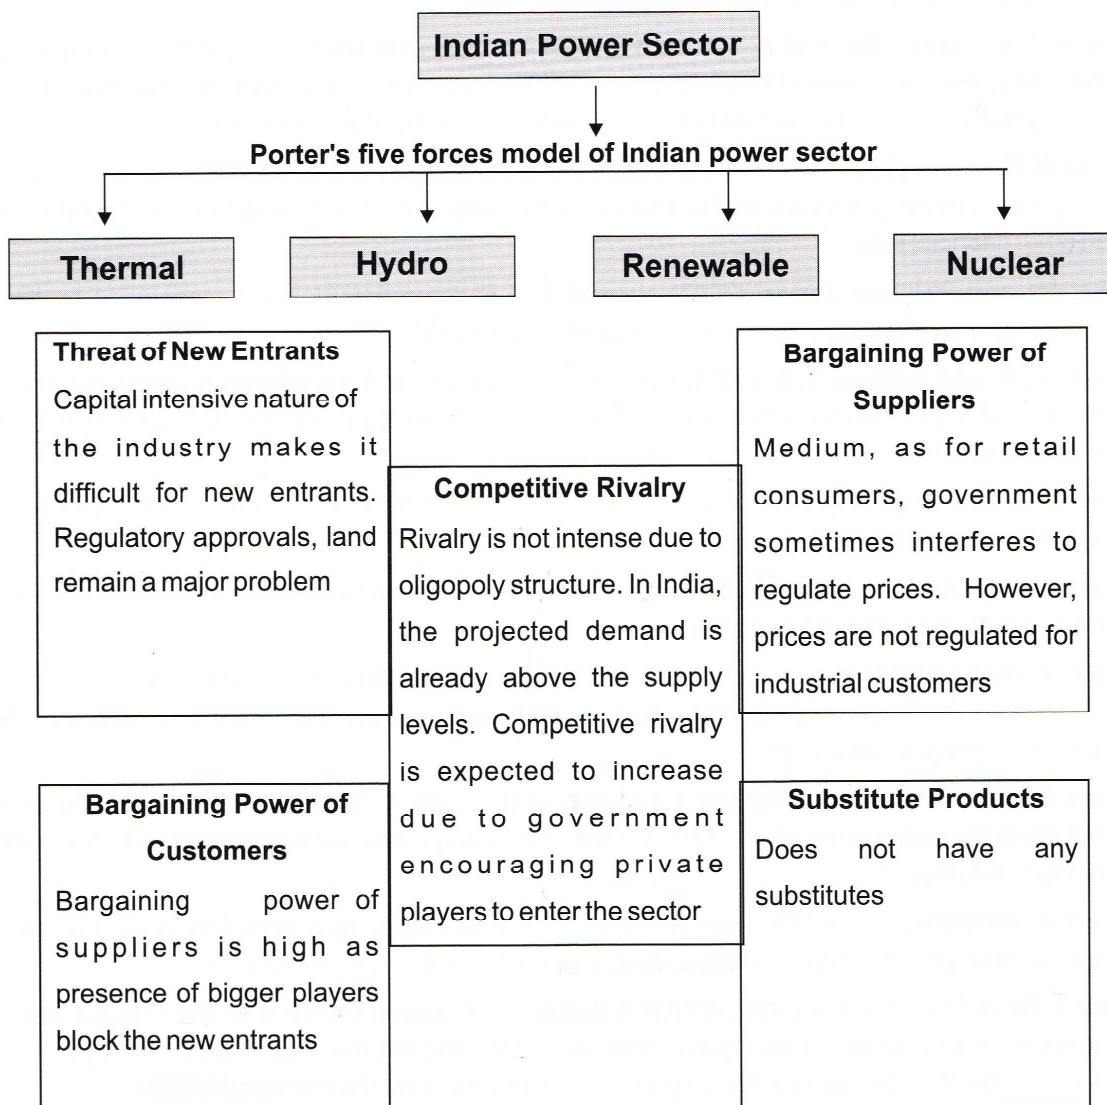 Indian Power Sector
Porter's five forces model of Indian power sector
Thermal
Hydro
Renewable
Nuclear
Threat of New Entrants
Capital intensive nature of
the industry makes it
difficult for new entrants.
Regulatory approvals, land
remain a major problem
Competitive Rivalry
Rivalry is not intense due to
oligopoly structure. In India,
the projected demand is
already above the supply
levels. Competitive rivalry
is expected to increase
due to government
encouraging private
players to enter the sector
Bargaining Power of
Suppliers
Medium, as for retail
consumers, government
sometimes interferes to
regulate prices. However,
prices are not regulated for
industrial customers
Bargaining Power of
Customers
Bargaining power of
suppliers is high as
presence of bigger players
block the new entrants
Substitute Products
Does not have any
substitutes